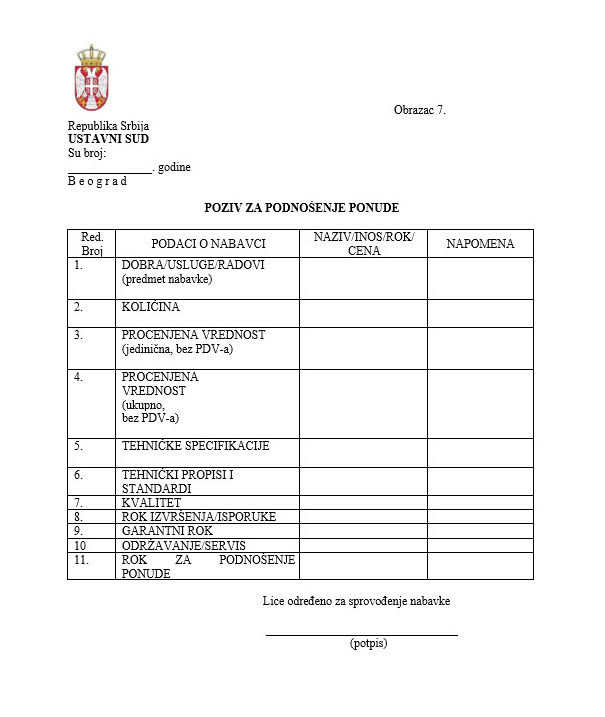 Obrazac 7.
Republika Srbija
USTAVNI SUD
Su broj:
______________. godine
B e o g r a d
POZIV ZA PODNOŠENJE PONUDE
Red. Broj PODACI O NABAVCI NAZIV/INOS/ROK/ CENA NAPOMENA
1. DOBRA/USLUGE/RADOVI
(predmet nabavke)
2. KOLIĆINA
3. PROCENJENA VREDNOST
(jedinična, bez PDV-a)
4. PROCENJENA
VREDNOST
(ukupno,
bez PDV-a)
5. TEHNIČKE SPECIFIKACIJE
6. TEHNIČKI PROPISI I
STANDARDI
7. KVALITET
8. ROK IZVRŠENJA/ISPORUKE
9. GARANTNI ROK
10 ODRŽAVANJE/SERVIS
11. ROK ZA PODNOŠENJE
PONUDE
Lice određeno za sprovođenje nabavke
________________________________
(potpis)